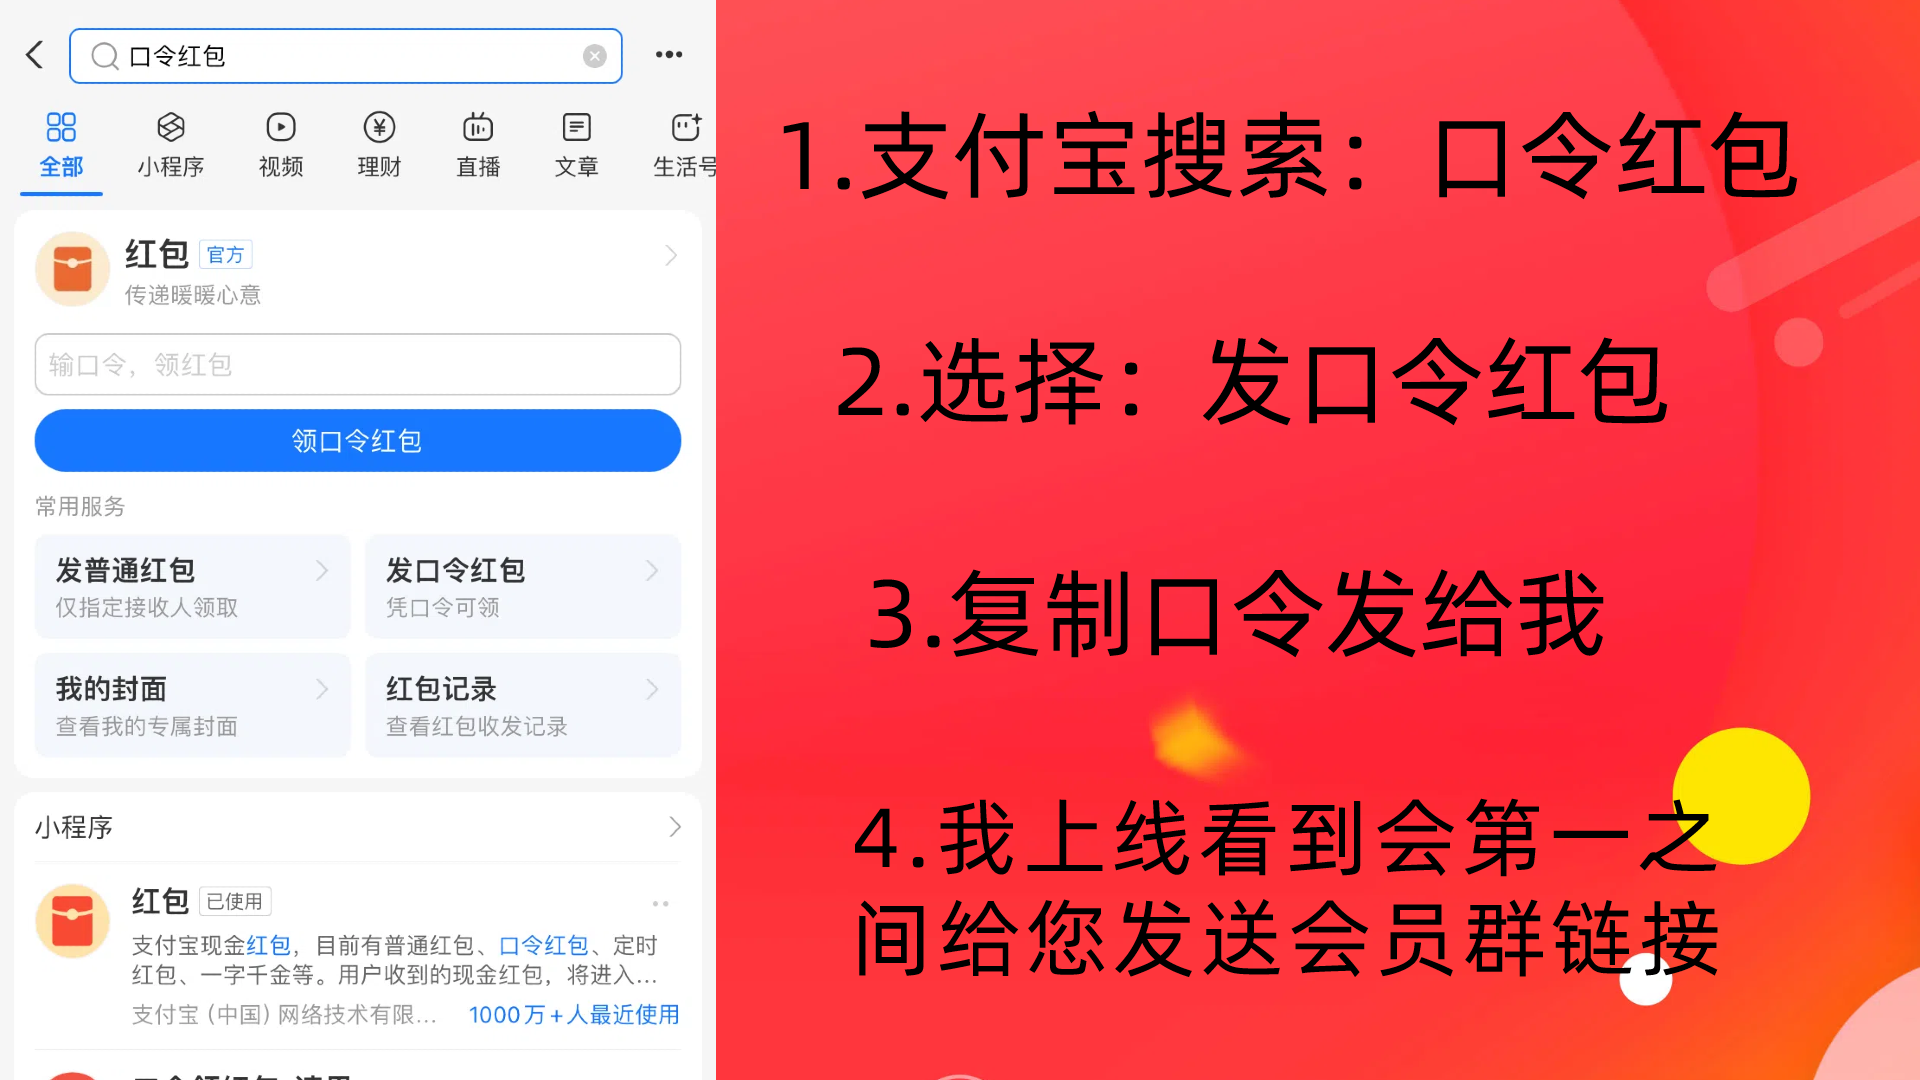 口令红包
全部 小程序 视频 理财 直播 文章 生活号
红包 官方
传递暖暖心意
输口令，领红包
领口令红包
常用服务
发普通红包 发口令红包
仅指定接收人领取 凭口令可领
我的封面 红包记录
查看我的专属封面 查看红包收发记录
小程序
红包 已使用
支付宝现金红包，目前有普通红包、口令红包、定时
红包、一字千金等。用户收到的现金红包，将进入...
支付宝（中国）网络技术有限... 1000万+人最近使用
1.支付宝搜索：口令红包
2.选择：发口令红包
3.复制口令发给我
4.我上线看到会第一之
间给您发送会员群链接